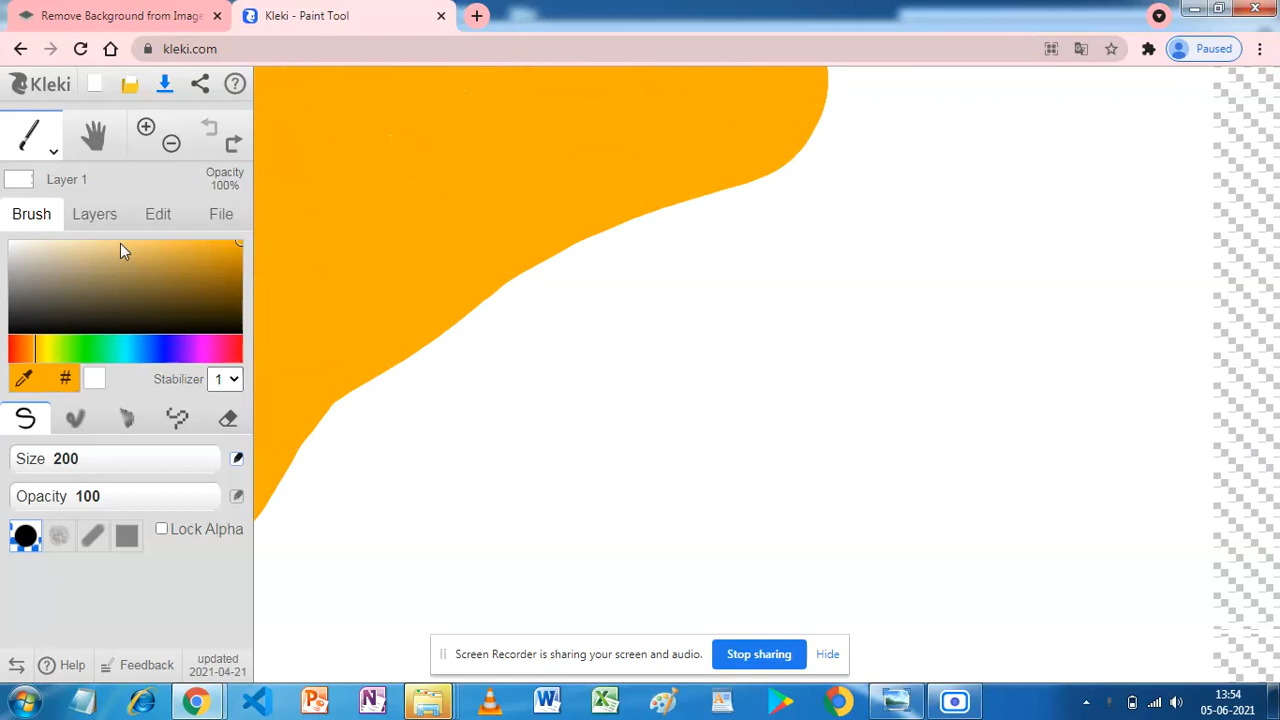 Remove Background from Image
Kleki - Paint Tool
kleki.com
Paused
Kleki
Layer 1
Opacity
100%
Brush
Layers
Edit
File
#
Stabilizer
1
Size 200
Opacity 100
Lock Alpha
Screen Recorder is sharing your screen and audio.
Stop sharing
Hide
Help
Feedback
updated
2021-04-21
13:54
05-06-2021